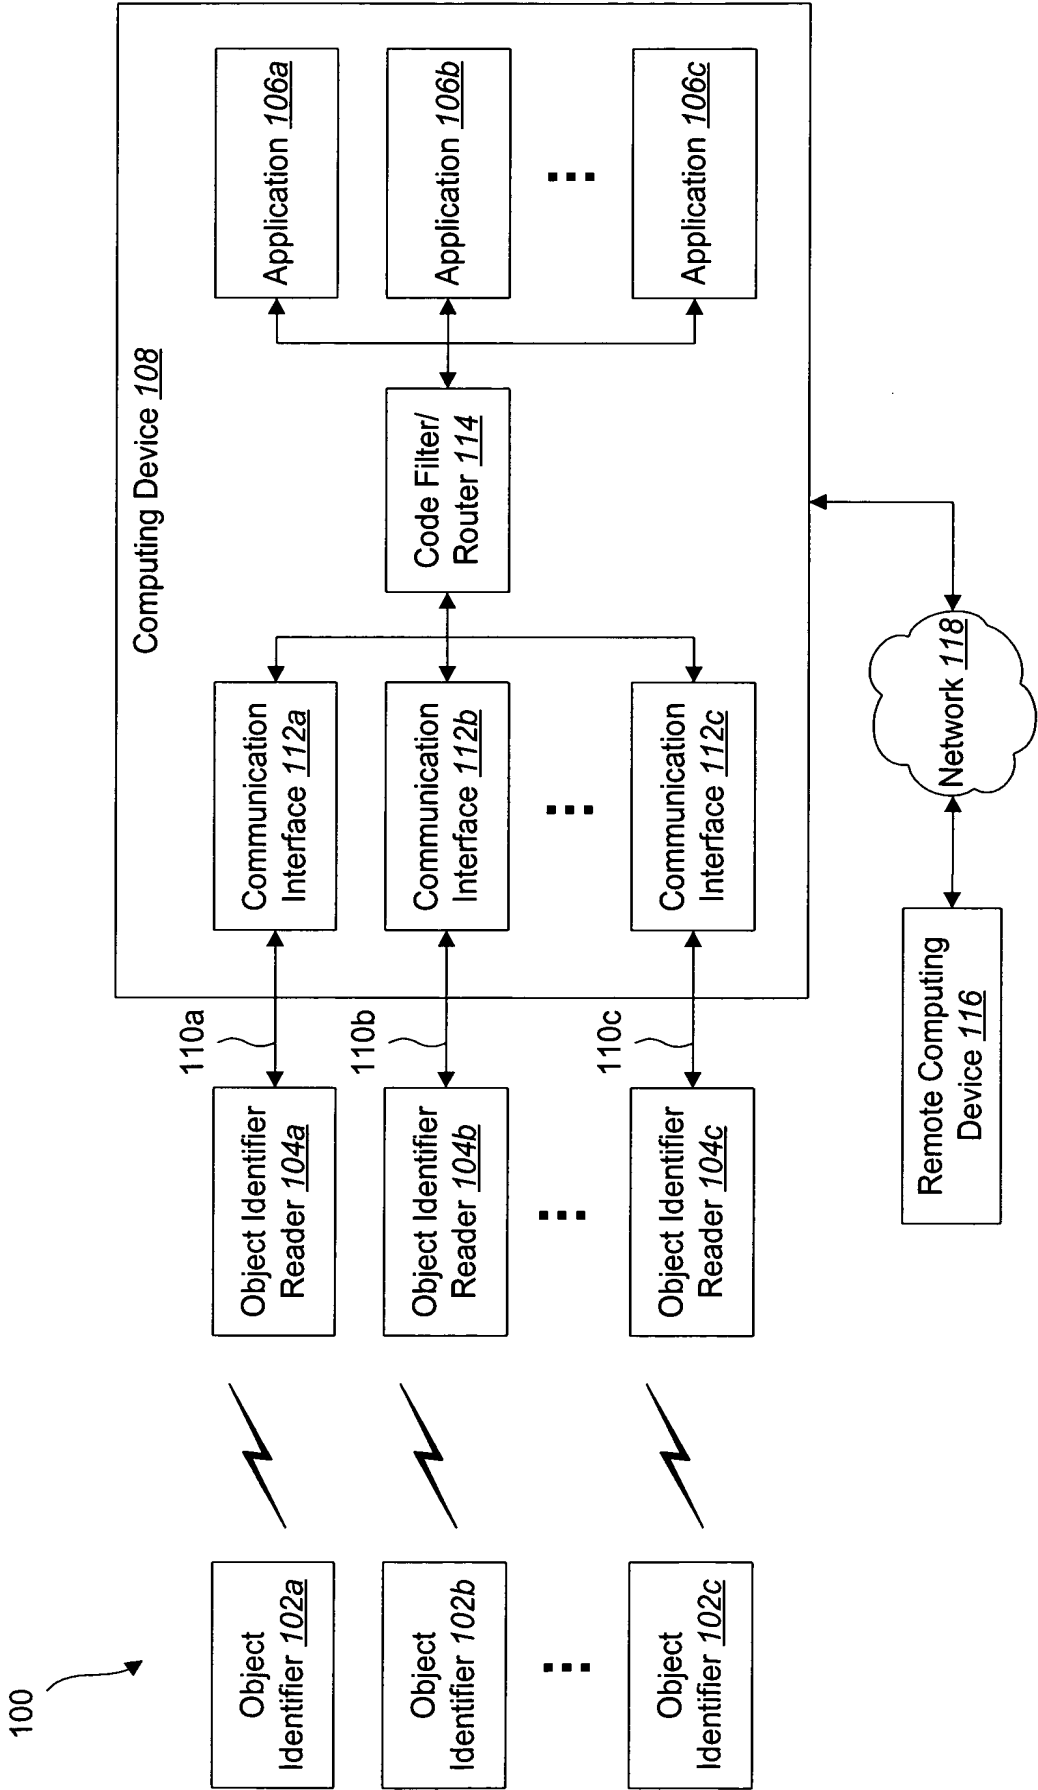 100
Object
Identifier 102a
Object
Identifier 102b
Object
Identifier 102c
Object Identifier
Reader 104a
Object Identifier
Reader 104b
Object Identifier
Reader 104c
110a
110b
110c
Computing Device 108
Communication
Interface 112a
Communication
Interface 112b
Communication
Interface 112c
Code Filter/
Router 114
Application 106a
Application 106b
Application 106c
Remote Computing
Device 116
Network 118